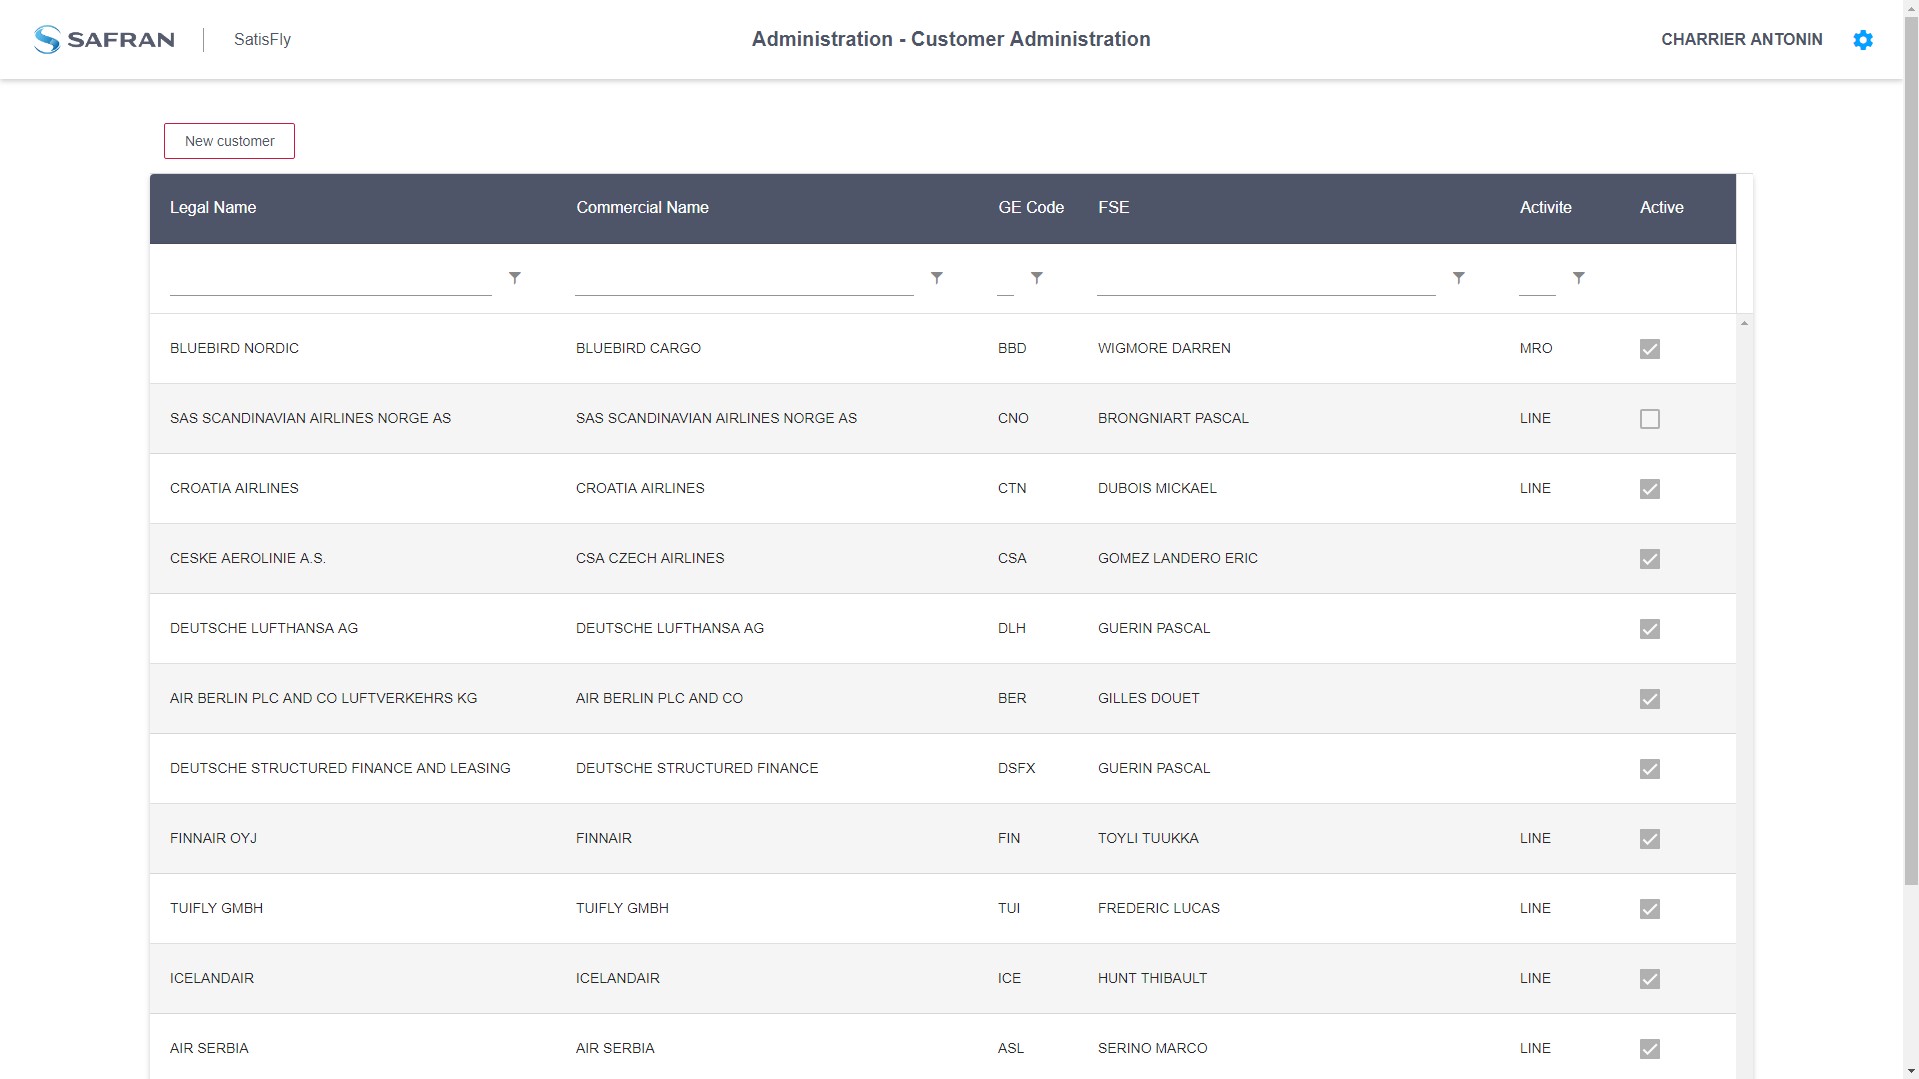 SAFRAN SatisFly Administration - Customer Administration CHARRIER ANTONIN
New customer
Legal Name Commercial Name GE Code FSE Activite Active
BLUEBIRD NORDIC BLUEBIRD CARGO BBD WIGMORE DARREN MRO
SAS SCANDINAVIAN AIRLINES NORGE AS SAS SCANDINAVIAN AIRLINES NORGE AS CNO BRONGNIART PASCAL LINE
CROATIA AIRLINES CROATIA AIRLINES CTN DUBOIS MICKAEL LINE
CESKE AEROLINIE A.S. CSA CZECH AIRLINES CSA GOMEZ LANDERO ERIC
DEUTSCHE LUFTHANSA AG DEUTSCHE LUFTHANSA AG DLH GUERIN PASCAL
AIR BERLIN PLC AND CO LUFTVERKEHRS KG AIR BERLIN PLC AND CO BER GILLES DOUET
DEUTSCHE STRUCTURED FINANCE AND LEASING DEUTSCHE STRUCTURED FINANCE DSFX GUERIN PASCAL
FINNAIR OYJ FINNAIR FIN TOYLI TUUKKA LINE
TUIFLY GMBH TUIFLY GMBH TUI FREDERIC LUCAS LINE
ICELANDAIR ICELANDAIR ICE HUNT THIBAULT LINE
AIR SERBIA AIR SERBIA ASL SERINO MARCO LINE